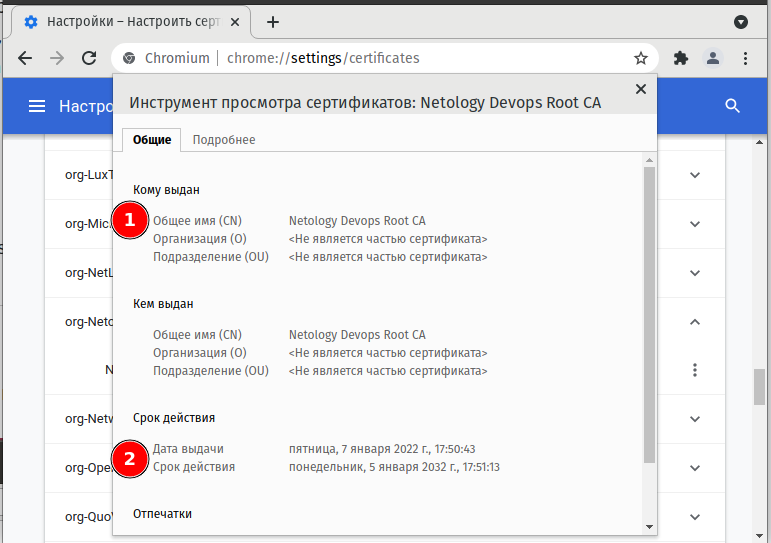 Настройки – Настроить серт
Chromium | chrome://settings/certificates
Настро
Инструмент просмотра сертификатов: Netology Devops Root CA
Общие Подробнее
Кому выдан
1
Общее имя (CN) Netology Devops Root CA
Организация (O) <Не является частью сертификата>
Подразделение (OU) <Не является частью сертификата>
Кем выдан
Общее имя (CN) Netology Devops Root CA
Организация (O) <Не является частью сертификата>
Подразделение (OU) <Не является частью сертификата>
Срок действия
2
Дата выдачи пятница, 7 января 2022 г., 17:50:43
Срок действия понедельник, 5 января 2032 г., 17:51:13
Отпечатки
org-LuxT
org-Mic
org-NetL
org-Neto
N
org-Netw
org-Ope
org-QuoV